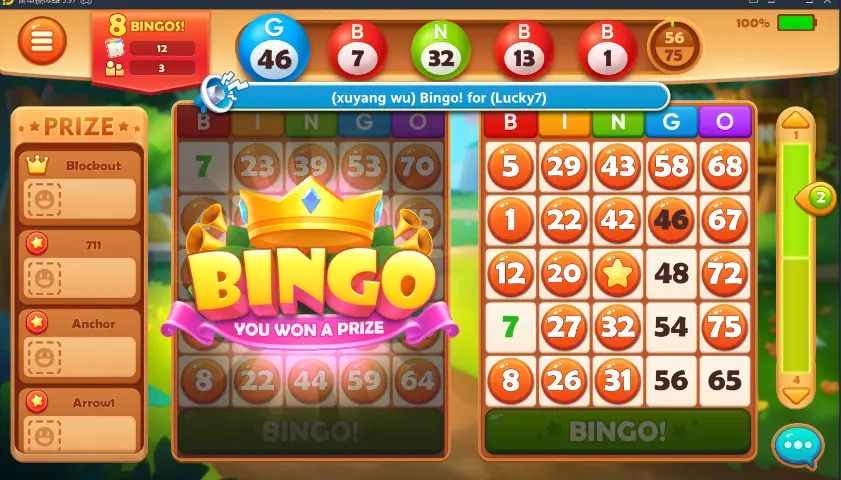 8 BINGOS!
12
3
G
46
B
7
N
32
B
13
B
1
56
75
100%
(xuyang wu) Bingo! for (Lucky7)
PRIZE
Blockout
711
Anchor
Arrow1
B I N G O
7 23 39 53 70
BINGO
YOU WON A PRIZE
8 22 44 59 64
BINGO!
B I N G O
5 29 43 58 68
1 22 42 46 67
12 20 48 72
7 27 32 54 75
8 26 31 56 65
BINGO!
1
2
4